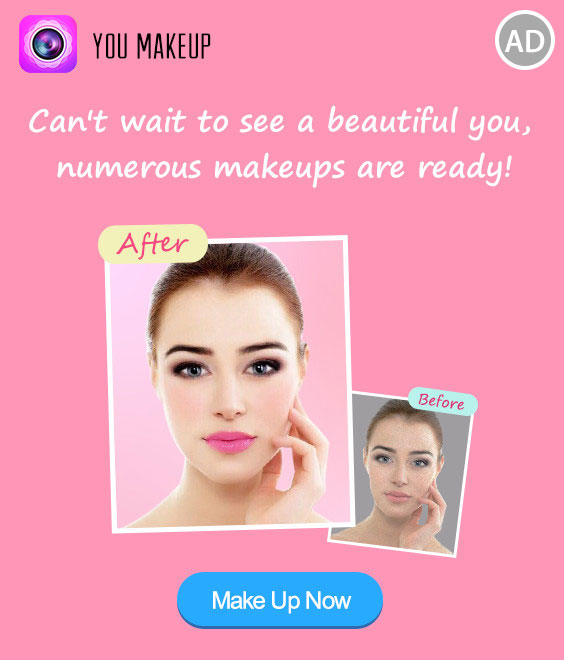 YOU MAKEUP
AD
Can't wait to see a beautiful you,
numerous makeups are ready!
After
Before
Make Up Now